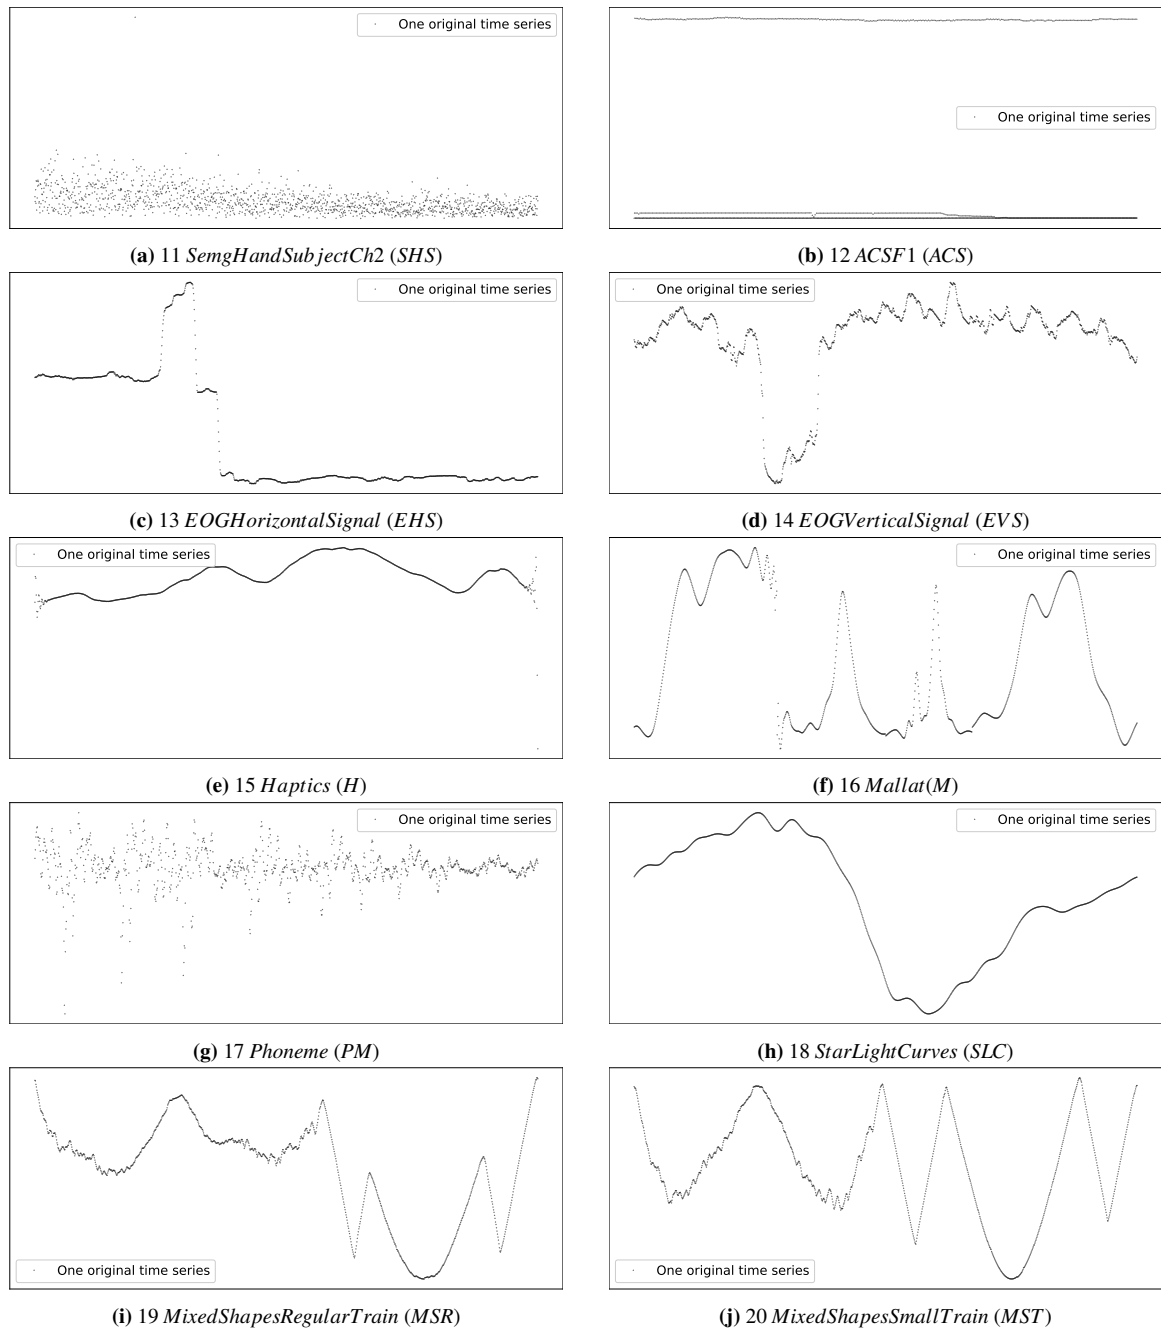 One original time series
One original time series
(a) 11 SemgHandSubjectCh2 (SHS)
(b) 12 ACSF1 (ACS)
One original time series
One original time series
(c) 13 EOGHorizontalSignal (EHS)
(d) 14 EOGVerticalSignal (EVS)
One original time series
One original time series
(e) 15 Haptics (H)
(f) 16 Mallat(M)
One original time series
One original time series
(g) 17 Phoneme (PM)
(h) 18 StarLightCurves (SLC)
One original time series
One original time series
(i) 19 MixedShapesRegularTrain (MSR)
(j) 20 MixedShapesSmallTrain (MST)